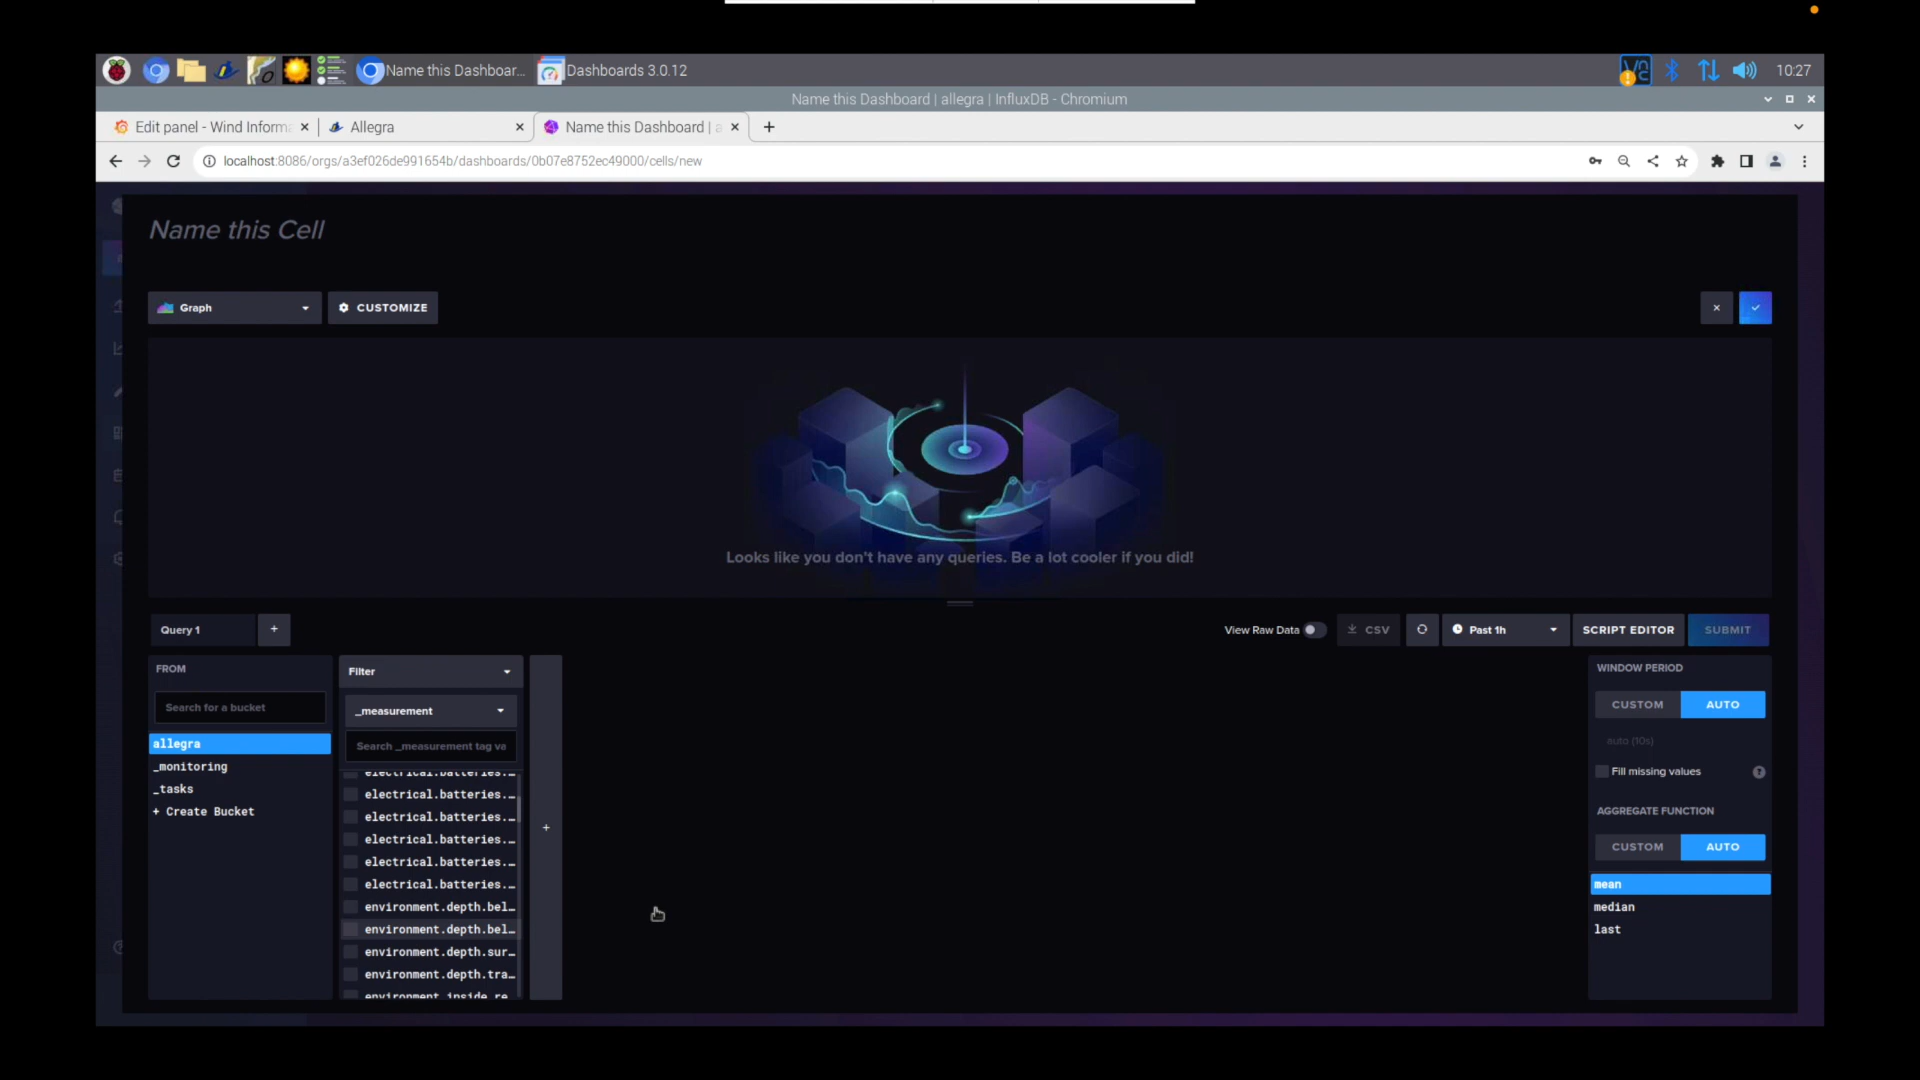 Name this Dashboar...
Dashboards 3.0.12
10:27
Name this Dashboard | allegra | InfluxDB - Chromium
Edit panel - Wind Inform
Allegra
Name this Dashboard |
localhost:8086/orgs/a3ef026de991654b/dashboards/0b07e8752ec49000/cells/new
Name this Cell
Graph
CUSTOMIZE
Looks like you don't have any queries. Be a lot cooler if you did!
Query 1
+
View Raw Data
CSV
Past 1h
SCRIPT EDITOR
SUBMIT
FROM
Search for a bucket
allegra
_monitoring
_tasks
+ Create Bucket
Filter
_measurement
Search _measurement tag va
electrical.batteries.…
electrical.batteries.…
electrical.batteries.…
electrical.batteries.…
electrical.batteries.…
electrical.batteries.…
environment.depth.bel…
environment.depth.bel…
environment.depth.sur…
environment.depth.tra…
environment.inside.re
+
WINDOW PERIOD
CUSTOM
AUTO
auto (10s)
Fill missing values
?
AGGREGATE FUNCTION
CUSTOM
AUTO
mean
median
last